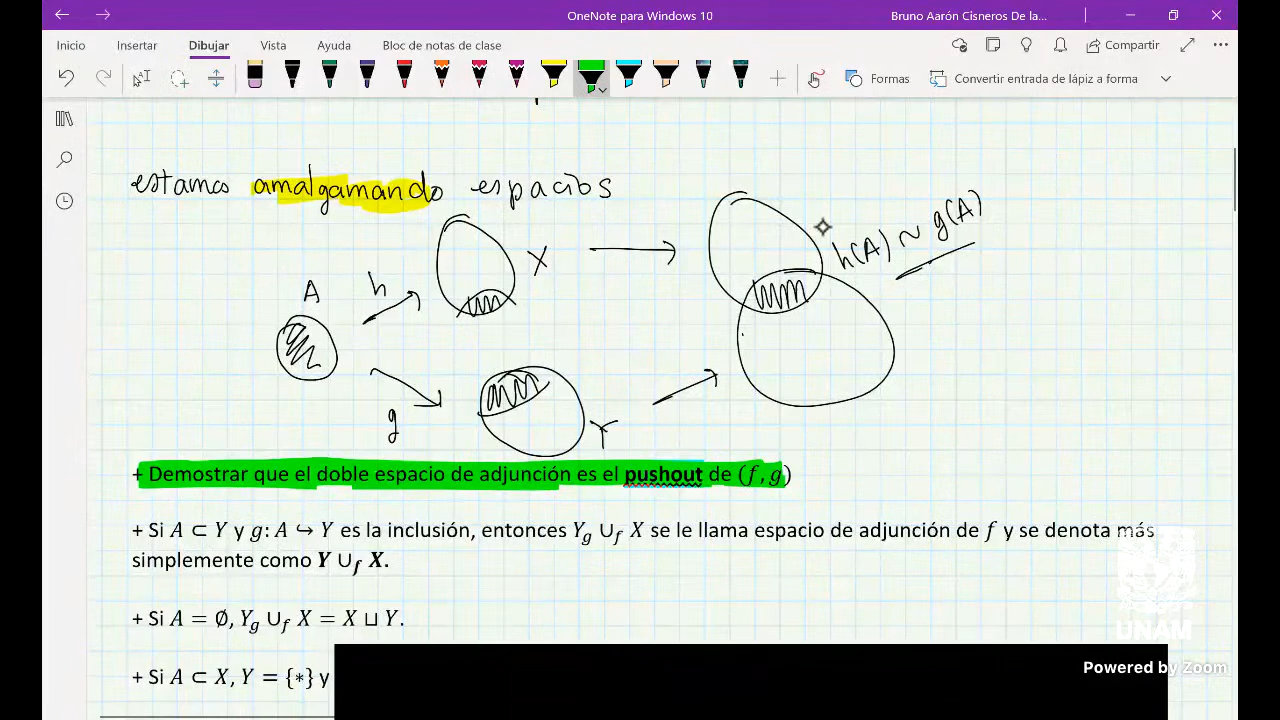 OneNote para Windows 10
Bruno Aarón Cisneros De la...
Inicio
Insertar
Dibujar
Vista
Ayuda
Bloc de notas de clase
Compartir
Formas
Convertir entrada de lápiz a forma
estamos amalgamando espacios
A
h
X
h(A) ~ g(A)
g
Y
+ Demostrar que el doble espacio de adjunción es el pushout de (f, g)
+ Si A ⊂ Y y g: A ↪ Y es la inclusión, entonces Y_g ∪_f X se le llama espacio de adjunción de f y se denota más
simplemente como Y ∪_f X.
+ Si A = ∅, Y_g ∪_f X = X ⊔ Y.
+ Si A ⊂ X, Y = {*} y
UNAM
Powered by Zoom